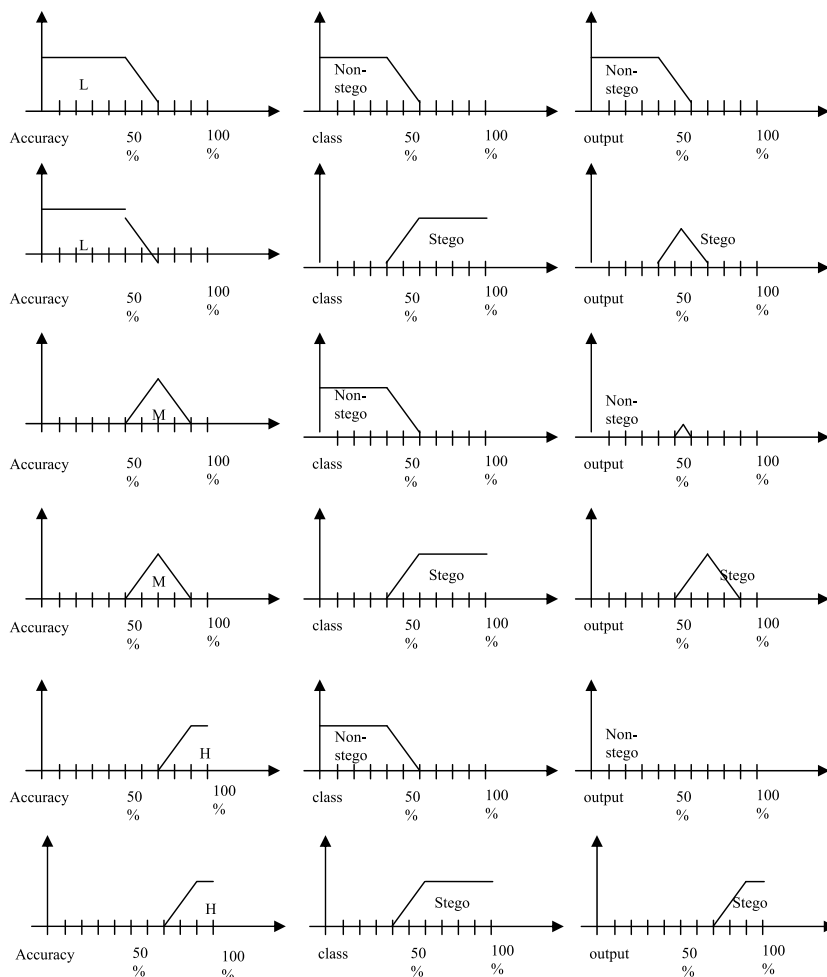 L
Non-
stego
Non-
stego
Accuracy
50
%
100
%
class
50
%
100
%
output
50
%
100
%
L
Stego
Stego
Accuracy
50
%
100
%
class
50
%
100
%
output
50
%
100
%
M
Non-
stego
Non-
stego
Accuracy
50
%
100
%
class
50
%
100
%
output
50
%
100
%
M
Stego
Stego
Accuracy
50
%
100
%
class
50
%
100
%
output
50
%
100
%
H
Non-
stego
Non-
stego
Accuracy
50
%
100
%
class
50
%
100
%
output
50
%
100
%
H
Stego
Stego
Accuracy
50
%
100
%
class
50
%
100
%
output
50
%
100
%